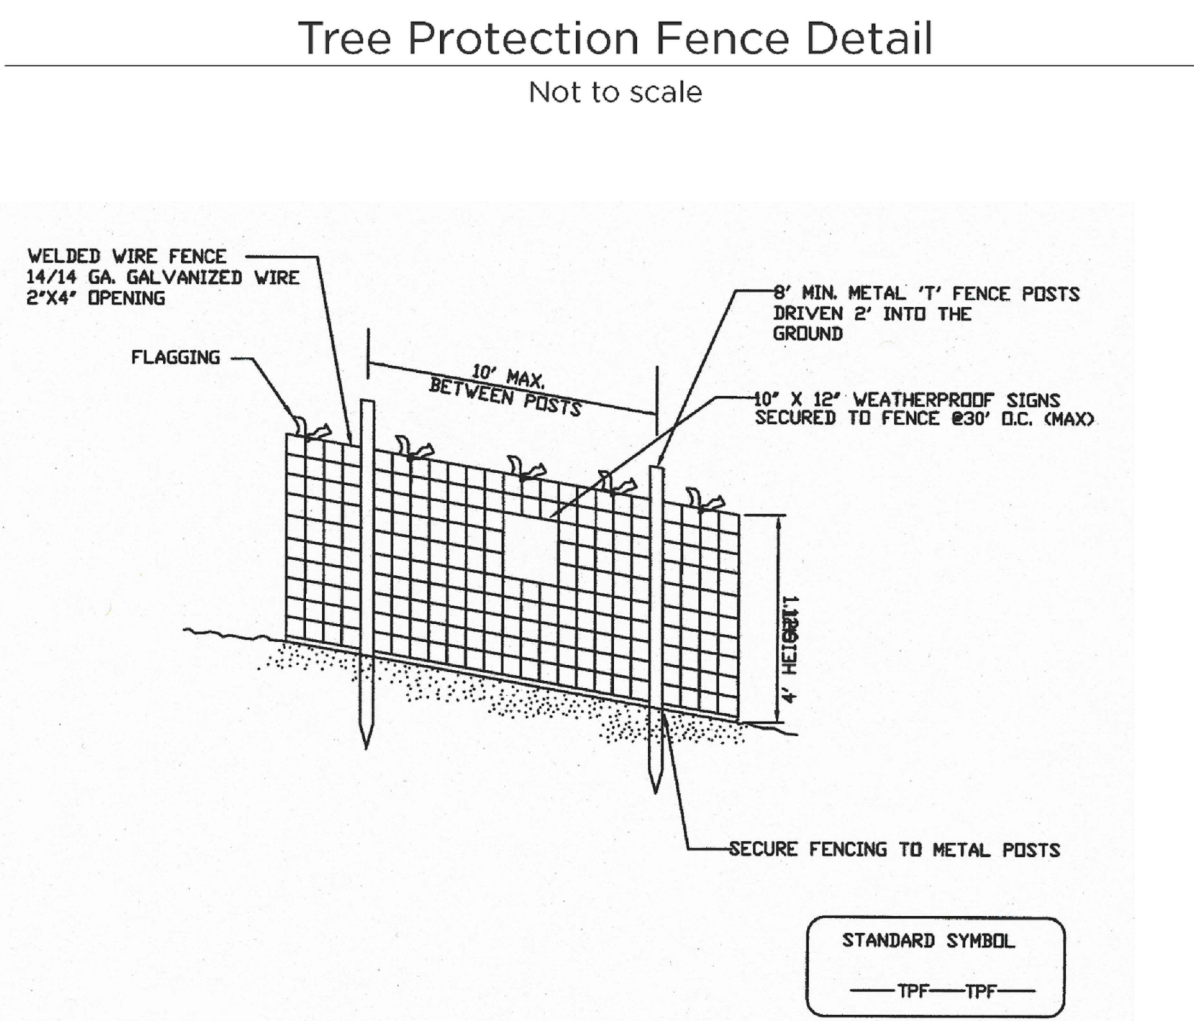 Tree Protection Fence Detail
Not to scale
WELDED WIRE FENCE
14/14 GA. GALVANIZED WIRE
2"X4" OPENING
FLAGGING
10' MAX.
BETWEEN POSTS
8' MIN. METAL 'T' FENCE POSTS
DRIVEN 2' INTO THE
GROUND
10" X 12" WEATHERPROOF SIGNS
SECURED TO FENCE @30' O.C. (MAX)
4'
SECURE FENCING TO METAL POSTS
STANDARD SYMBOL
TPF TPF